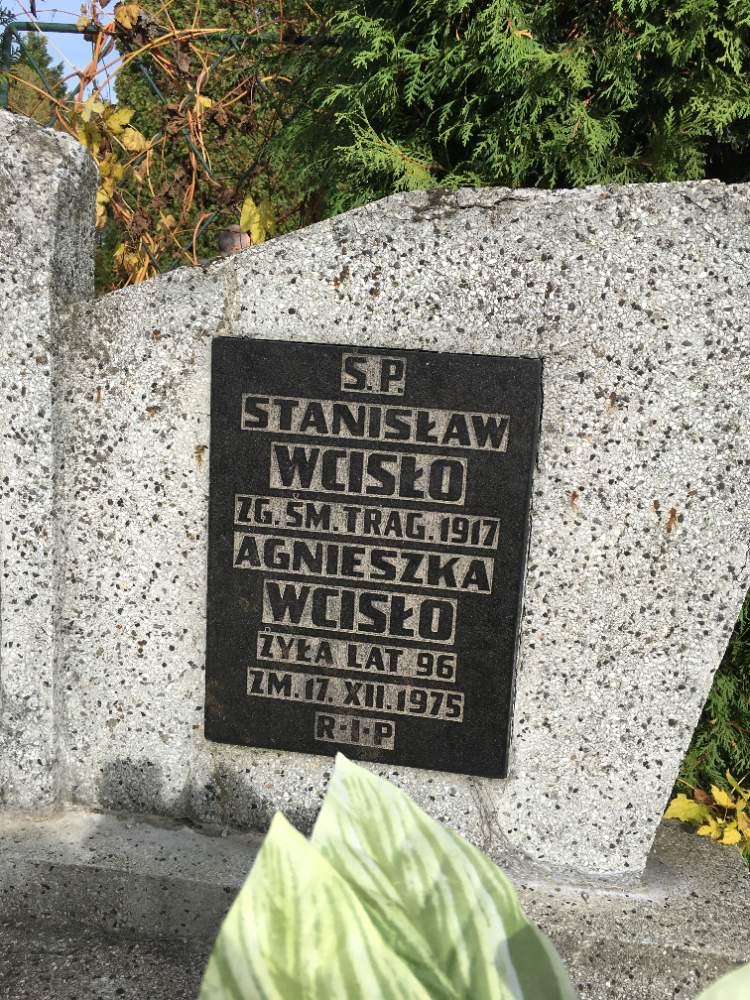 S.P.
STANISŁAW
WCISŁO
ZG. ŚM. TRAG. 1917
AGNIESZKA
WCISŁO
ŻYŁA LAT 96
ZM. 17. XII. 1975
R·I·P